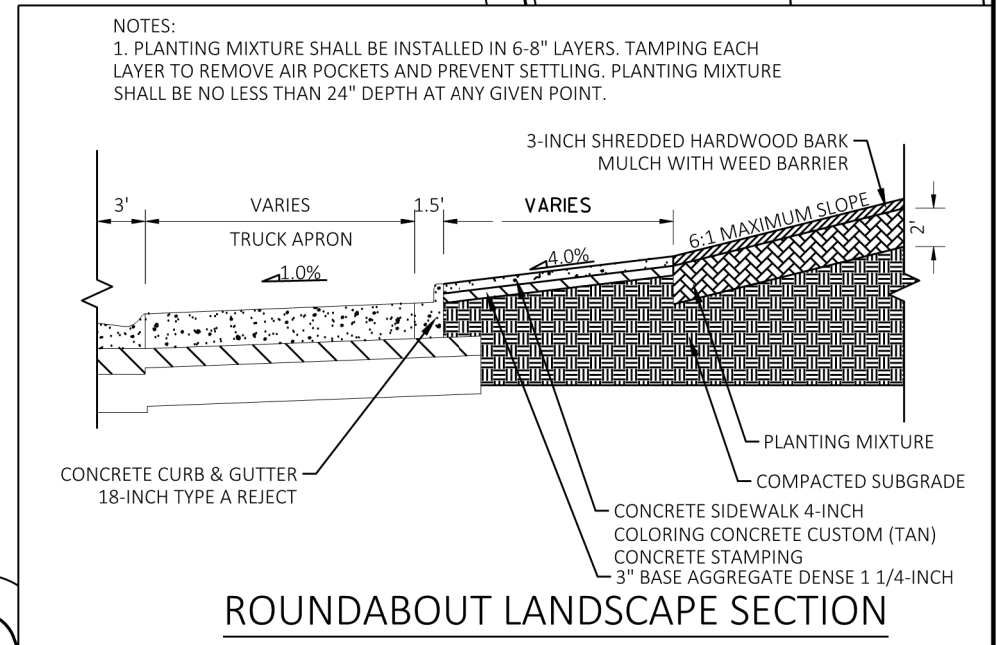 NOTES:
1. PLANTING MIXTURE SHALL BE INSTALLED IN 6-8" LAYERS. TAMPING EACH
LAYER TO REMOVE AIR POCKETS AND PREVENT SETTLING. PLANTING MIXTURE
SHALL BE NO LESS THAN 24" DEPTH AT ANY GIVEN POINT.
3-INCH SHREDDED HARDWOOD BARK
MULCH WITH WEED BARRIER
3'
VARIES
1.5'
VARIES
TRUCK APRON
6:1 MAXIMUM SLOPE
2'
1.0%
4.0%
PLANTING MIXTURE
CONCRETE CURB & GUTTER
18-INCH TYPE A REJECT
COMPACTED SUBGRADE
CONCRETE SIDEWALK 4-INCH
COLORING CONCRETE CUSTOM (TAN)
CONCRETE STAMPING
3" BASE AGGREGATE DENSE 1 1/4-INCH
ROUNDABOUT LANDSCAPE SECTION